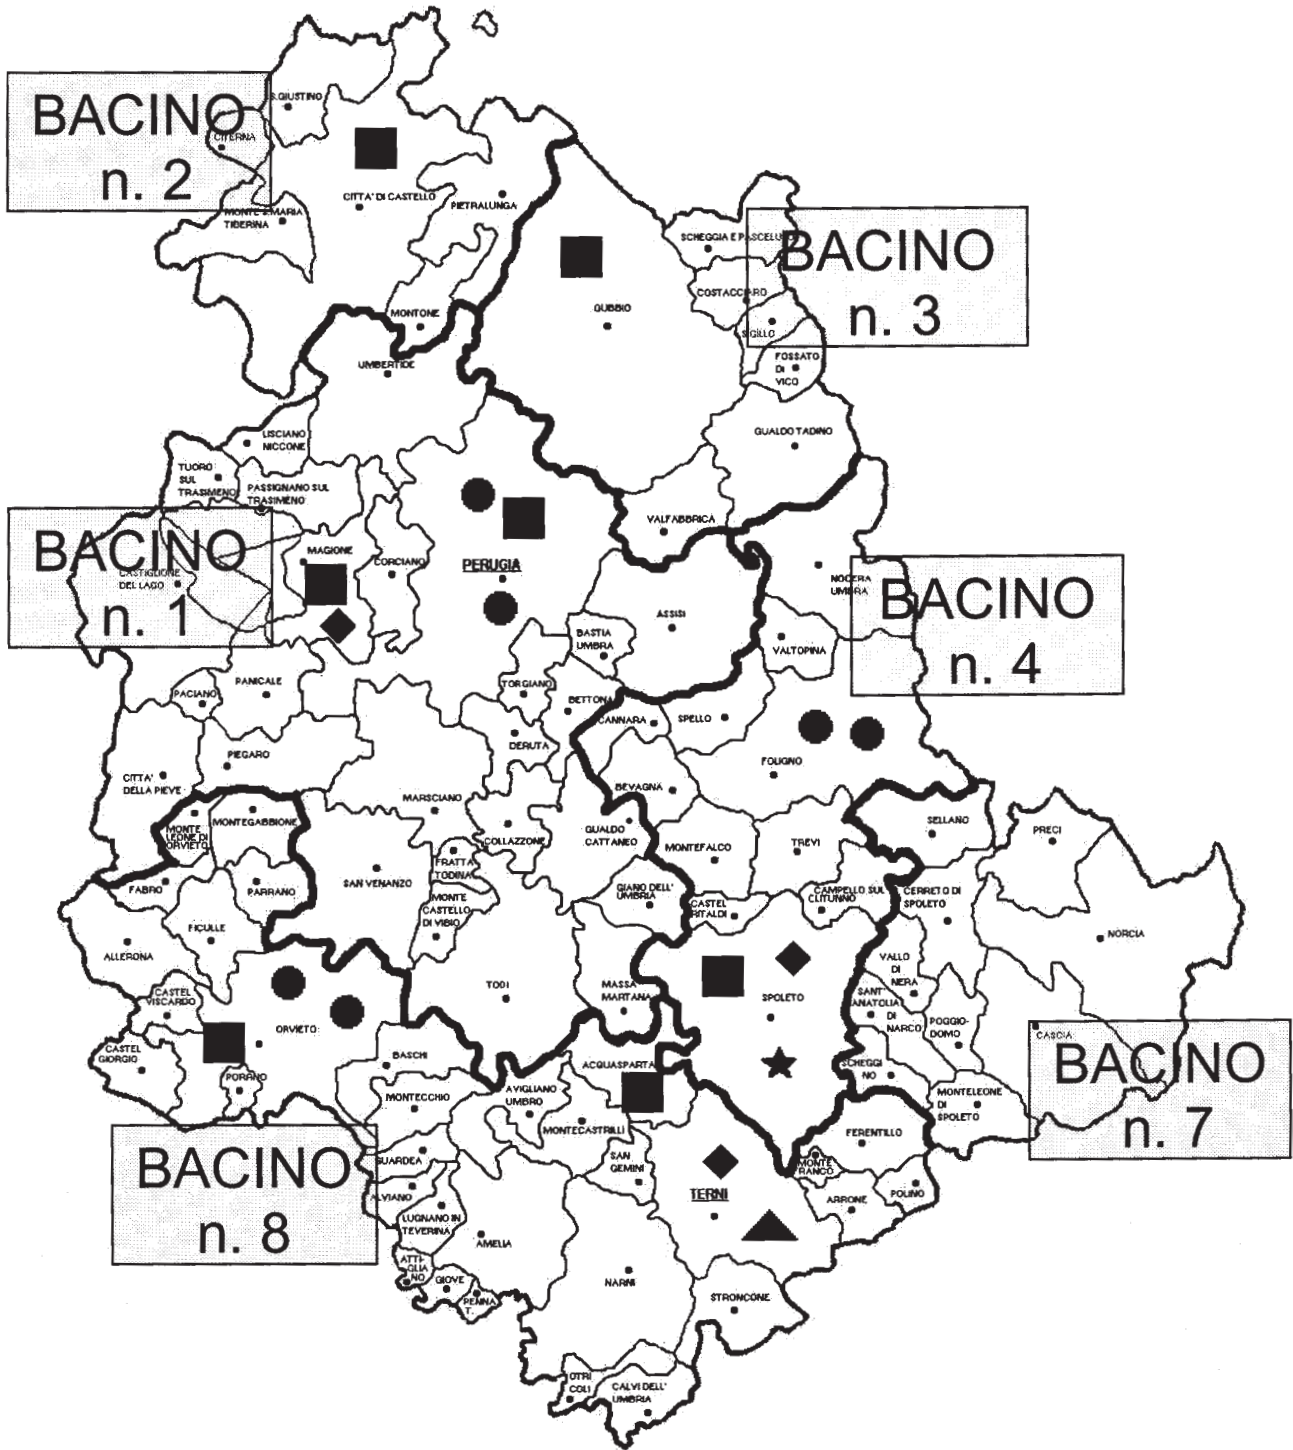 BACINO
n. 2
S.GIUSTINO
CITERNA
CITTA' DI CASTELLO
PIETRALUNGA
MONTE S.MARIA
TIBERINA
MONTONE
UMBERTIDE
SCHEGGIA E PASCELUPO
BACINO
n. 3
COSTACCIARO
SIGILLO
GUBBIO
FOSSATO
DI
VICO
GUALDO TADINO
LISCIANO
NICCONE
TUORO
SUL
TRASIMENO
PASSIGNANO SUL
TRASIMENO
VALFABBRICA
BACINO
n. 1
CASTIGLIONE
DEL LAGO
MAGIONE
CORCIANO
PERUGIA
ASSISI
BASTIA
UMBRA
NOCERA
UMBRA
BACINO
n. 4
VALTOPINA
PACIANO
PANICALE
TORGIANO
BETTONA
CANNARA
SPELLO
DERUTA
PIEGARO
CITTA'
DELLA PIEVE
FOLIGNO
BEVAGNA
MARSCIANO
MONTE
LEONE DI
ORVIETO
MONTEGABBIONE
COLLAZZONE
GUALDO
CATTANEO
MONTEFALCO
TREVI
SELLANO
PRECI
FABRO
PARRANO
SAN VENANZO
FRATTA
TODINA
MONTE
CASTELLO
DI VIBIO
GIANO DELL'
UMBRIA
CASTEL
RITALDI
CAMPELLO SUL
CLITUNNO
CERRETO DI
SPOLETO
NORCIA
FICULLE
ALLERONA
CASTEL
VISCARDO
TODI
MASSA
MARTANA
SPOLETO
VALLO
DI
NERA
SANT'
ANATOLIA
DI
NARCO
POGGIO-
DOMO
CASCIA
BACINO
n. 7
ORVIETO
CASTEL
GIORGIO
PORANO
BASCHI
ACQUASPARTA
SCHEGGI
NO
MONTELEONE
DI
SPOLETO
MONTECCHIO
AVIGLIANO
UMBRO
MONTECASTRILLI
FERENTILLO
BACINO
n. 8
GUARDEA
SAN
GEMINI
MONTE
FRANCO
TERNI
ARRONE
POLINO
ALVIANO
LUGNANO IN
TEVERINA
AMELIA
ATTI-
GLIA
NO
GIOVE
PENNA
T.
NARNI
STRONCONE
OTRI
COLI
CALVI DELL'
UMBRIA